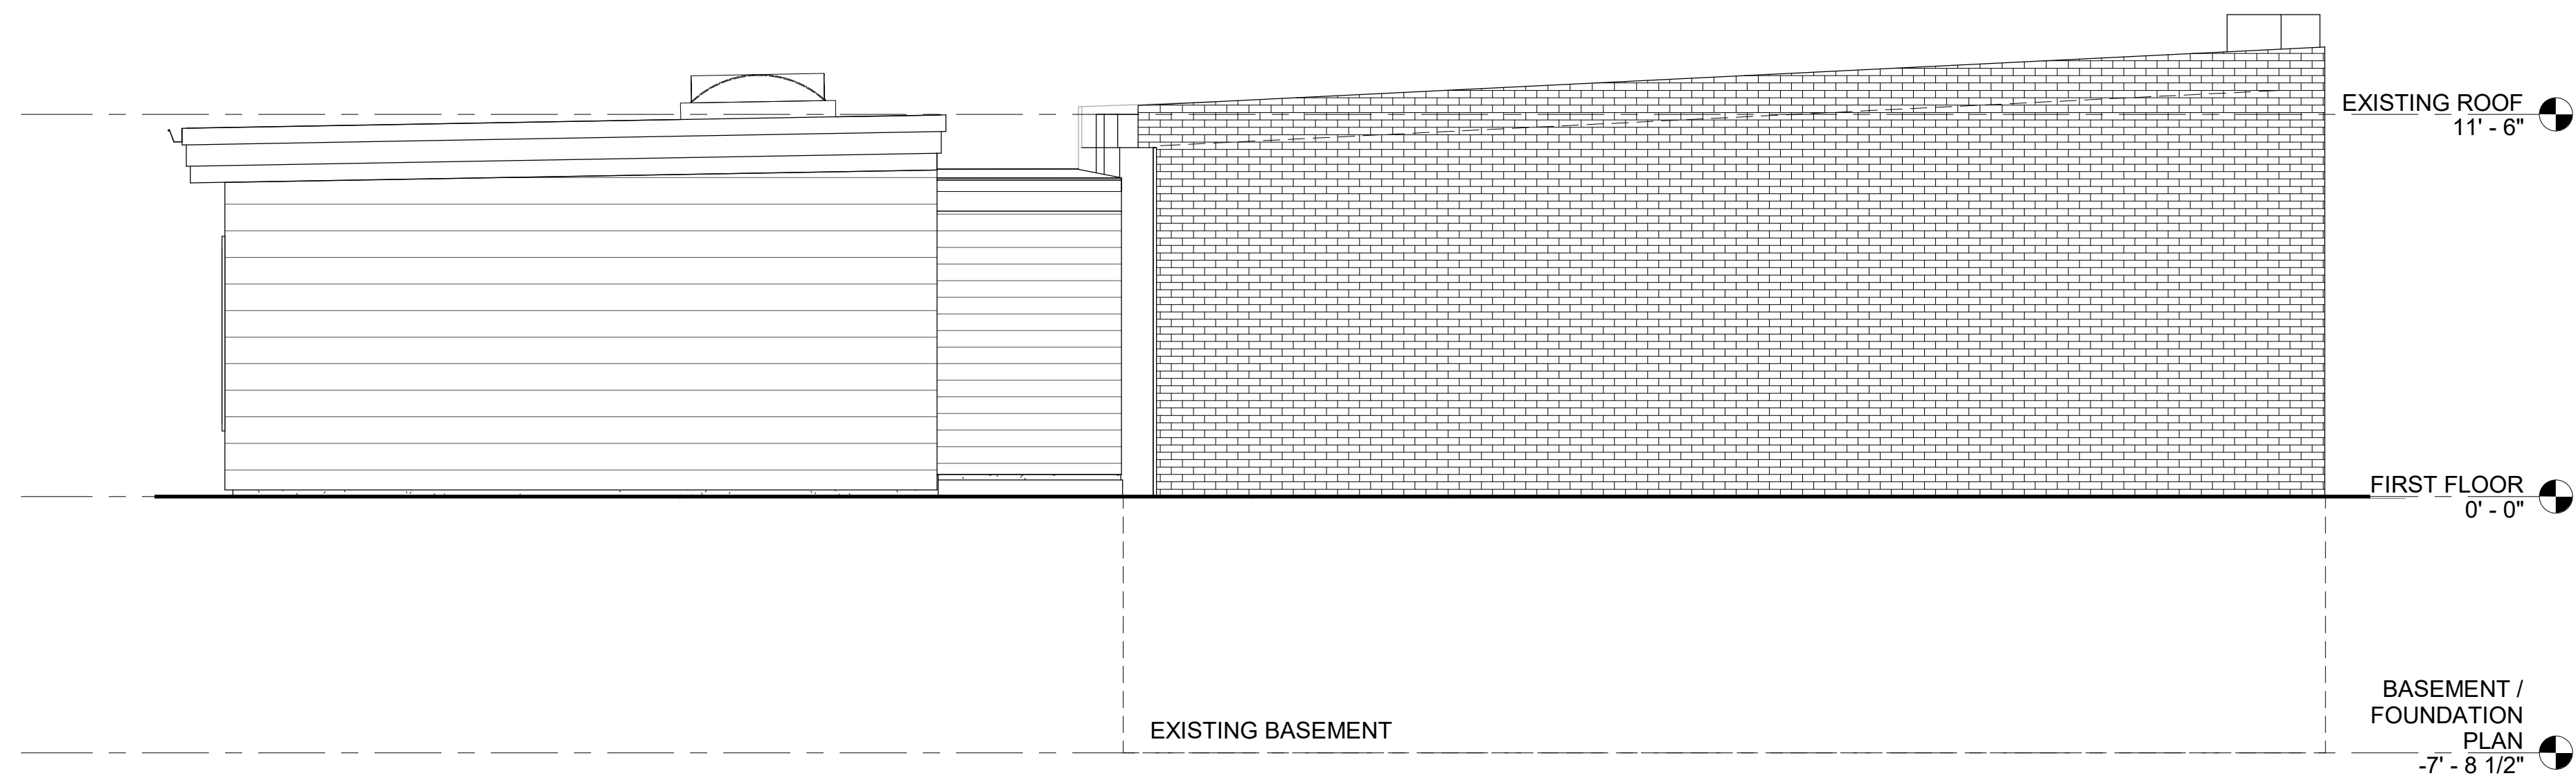 EXISTING ROOF
11' - 6"
FIRST FLOOR
0' - 0"
EXISTING BASEMENT
BASEMENT /
FOUNDATION
PLAN
-7' - 8 1/2"